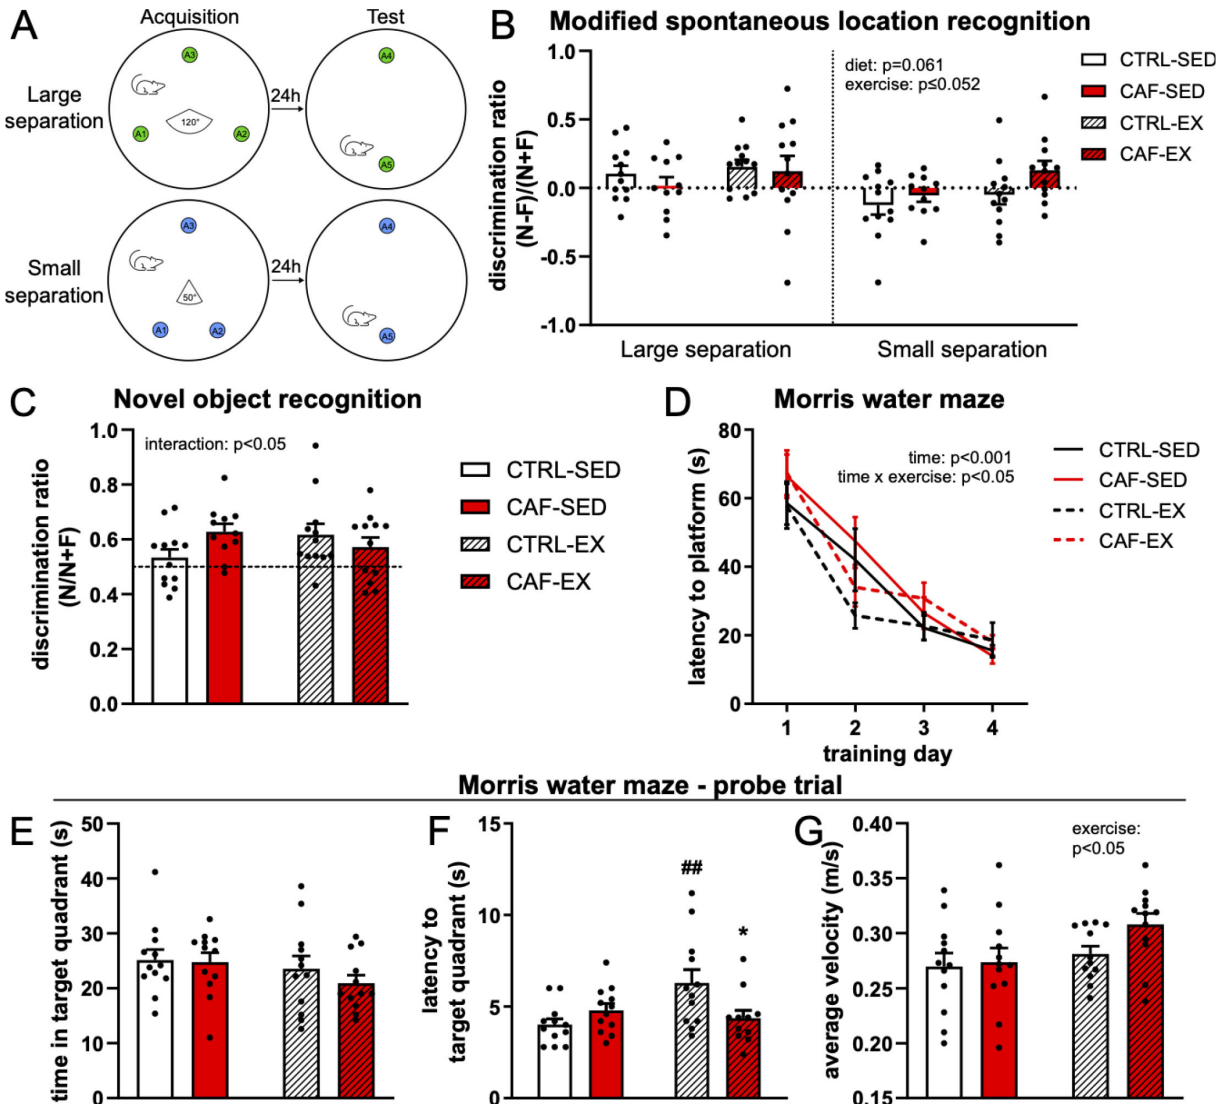 A
Acquisition
Test
Large
separation
A3
A1
A2
120°
24h
A4
A5
Small
separation
A3
A1
A2
50°
24h
A4
A5
B
Modified spontaneous location recognition
discrimination ratio
(N-F)/(N+F)
1.0
0.5
0.0
-0.5
-1.0
diet: p=0.061
exercise: p≤0.052
Large separation
Small separation
CTRL-SED
CAF-SED
CTRL-EX
CAF-EX
C
Novel object recognition
discrimination ratio
(N/N+F)
1.0
0.8
0.6
0.4
0.2
0.0
interaction: p<0.05
CTRL-SED
CAF-SED
CTRL-EX
CAF-EX
D
Morris water maze
latency to platform (s)
80
60
40
20
0
time: p<0.001
time x exercise: p<0.05
1 2 3 4
training day
CTRL-SED
CAF-SED
CTRL-EX
CAF-EX
Morris water maze - probe trial
E
time in target quadrant (s)
50
40
30
20
10
0
F
latency to
target quadrant (s)
15
10
5
0
##
*
G
average velocity (m/s)
0.40
0.35
0.30
0.25
0.20
0.15
exercise:
p<0.05